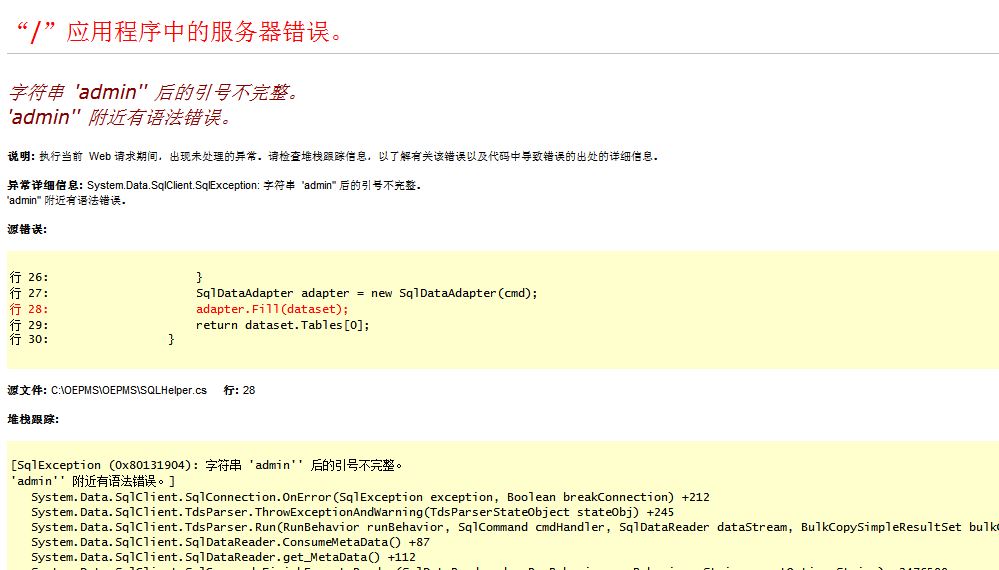 “/”应用程序中的服务器错误。
字符串 'admin'' 后的引号不完整。
'admin'' 附近有语法错误。
说明: 执行当前 Web 请求期间，出现未处理的异常。请检查堆栈跟踪信息，以了解有关该错误以及代码中导致错误的出处的详细信息。
异常详细信息: System.Data.SqlClient.SqlException: 字符串 'admin'' 后的引号不完整。
'admin'' 附近有语法错误。
源错误:
行 26: }
行 27: SqlDataAdapter adapter = new SqlDataAdapter(cmd);
行 28: adapter.Fill(dataset);
行 29: return dataset.Tables[0];
行 30: }
源文件: C:\OEPMS\OEPMS\SQLHelper.cs 行: 28
堆栈跟踪:
[SqlException (0x80131904): 字符串 'admin'' 后的引号不完整。
'admin'' 附近有语法错误。]
System.Data.SqlClient.SqlConnection.OnError(SqlException exception, Boolean breakConnection) +212
System.Data.SqlClient.TdsParser.ThrowExceptionAndWarning(TdsParserStateObject stateObj) +245
System.Data.SqlClient.TdsParser.Run(RunBehavior runBehavior, SqlCommand cmdHandler, SqlDataReader dataStream, BulkCopySimpleResultSet bulk
System.Data.SqlClient.SqlDataReader.ConsumeMetaData() +87
System.Data.SqlClient.SqlDataReader.get_MetaData() +112